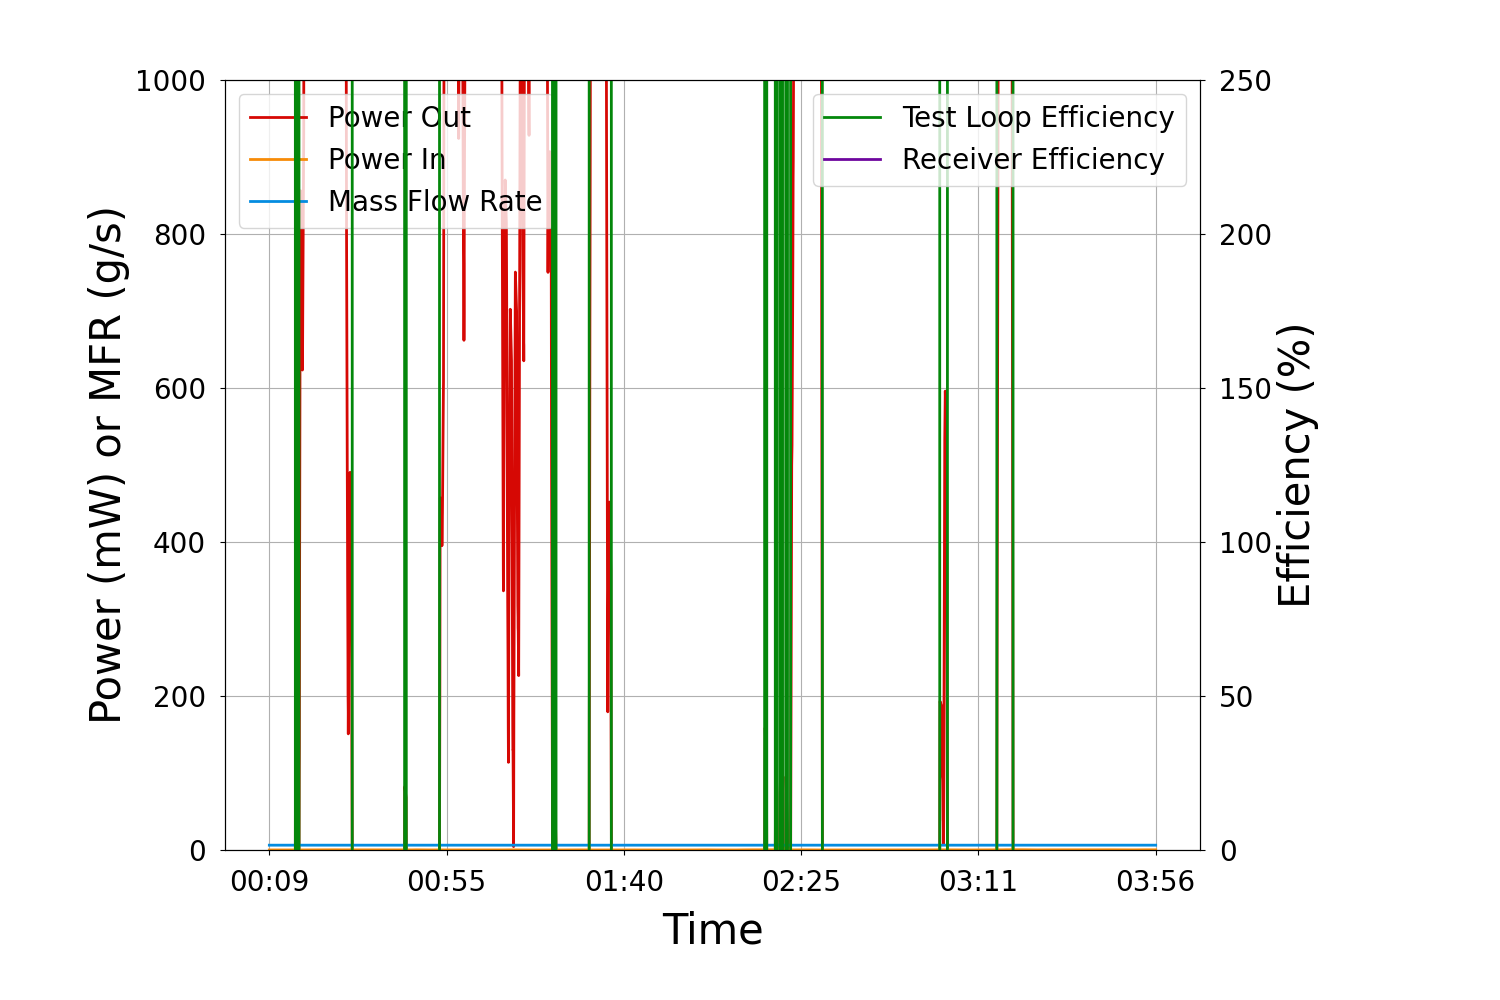 1000
800
600
400
200
0
Power (mW) or MFR (g/s)
Power Out
Power In
Mass Flow Rate
Test Loop Efficiency
Receiver Efficiency
250
200
150
100
50
0
Efficiency (%)
00:09 00:55 01:40 02:25 03:11 03:56
Time